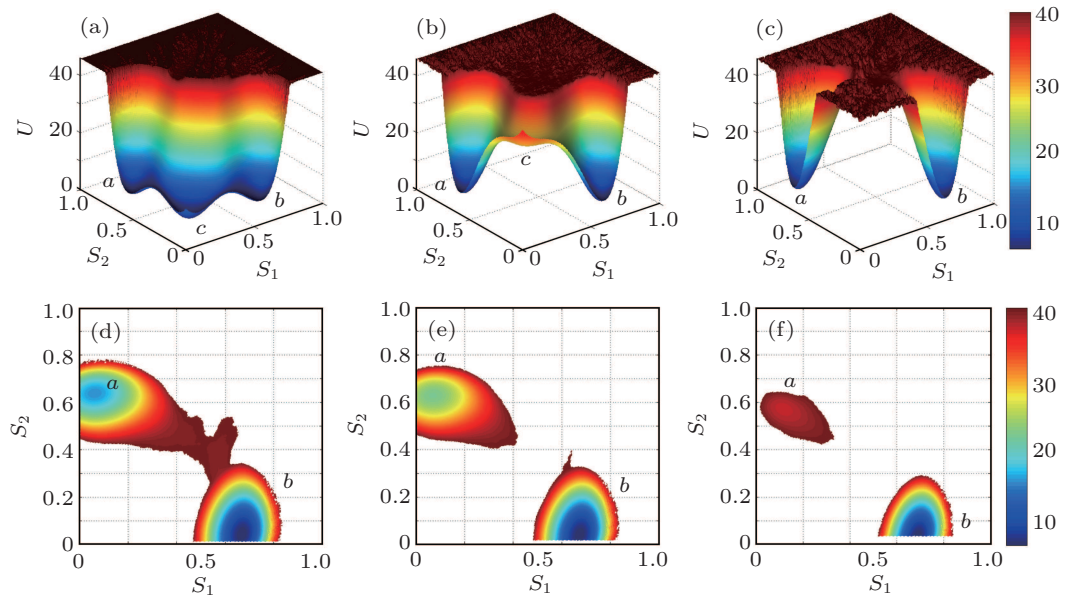 (a) (b) (c)
40
40 40 40
30
U 20 U 20 U 20
a b a c b a b
20
0 0 0
1.0 1.0 1.0 1.0 1.0 1.0
c
10
0.5 0.5 0.5 0.5 0.5 0.5
S2 0 0 S1 S2 0 0 S1 S2 0 0 S1
1.0 (d) 1.0 (e) 1.0 (f) 40
0.8 a 0.8 a 0.8 a
30
0.6 0.6 0.6
S2 S2 S2
0.4 0.4 0.4
20
0.2 b 0.2 b 0.2 b
10
0 0 0
0.5 1.0 0.5 1.0 0 0.5 1.0
S1 S1 S1